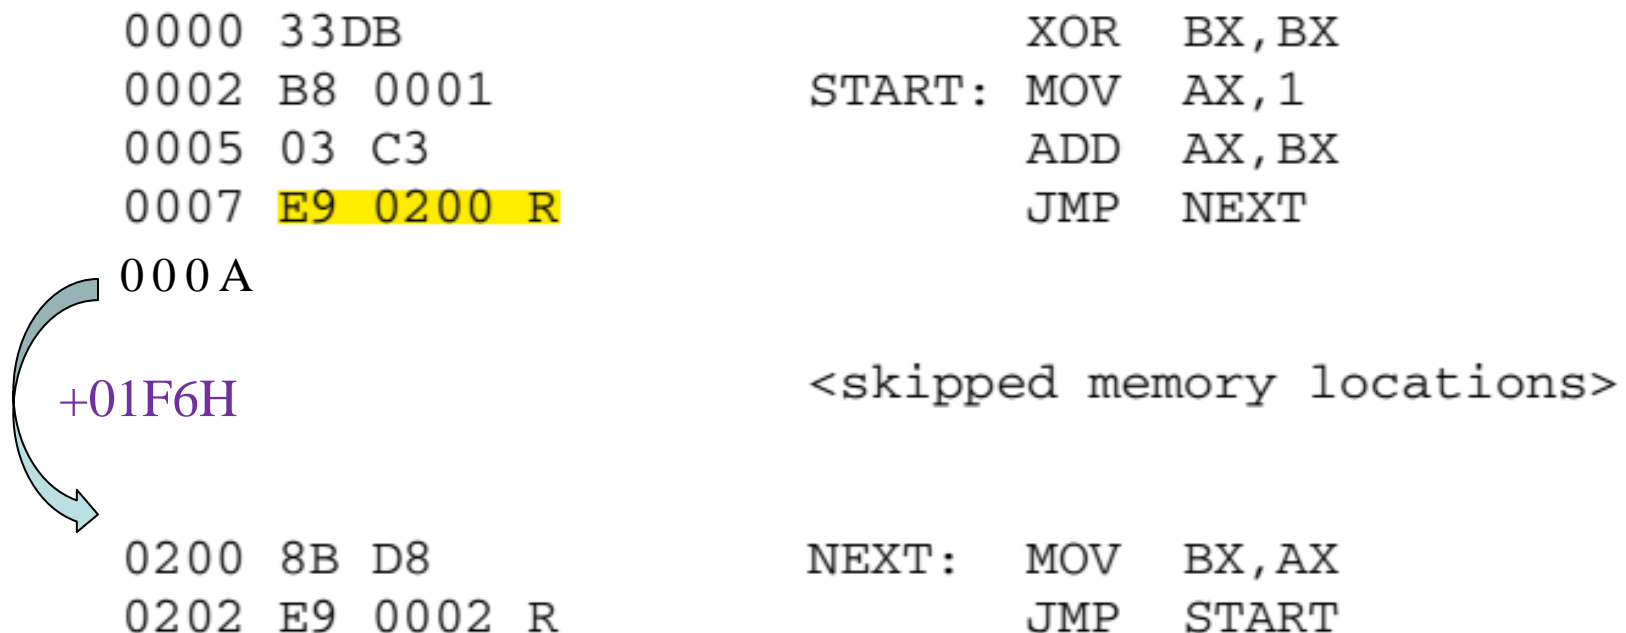 0000 33DB XOR BX,BX
0002 B8 0001 START: MOV AX,1
0005 03 C3 ADD AX,BX
0007 E9 0200 R JMP NEXT
000A
<skipped memory locations>
+01F6H
0200 8B D8 NEXT: MOV BX,AX
0202 E9 0002 R JMP START